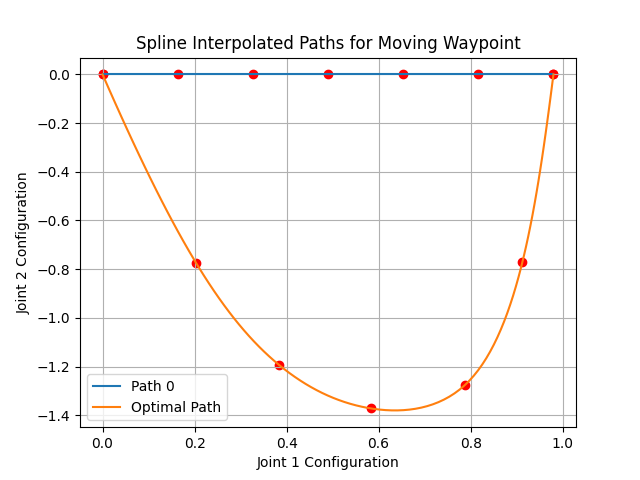 Spline Interpolated Paths for Moving Waypoint
0.0
−0.2
−0.4
−0.6
−0.8
−1.0
−1.2
−1.4
Joint 2 Configuration
Path 0
Optimal Path
0.0 0.2 0.4 0.6 0.8 1.0
Joint 1 Configuration